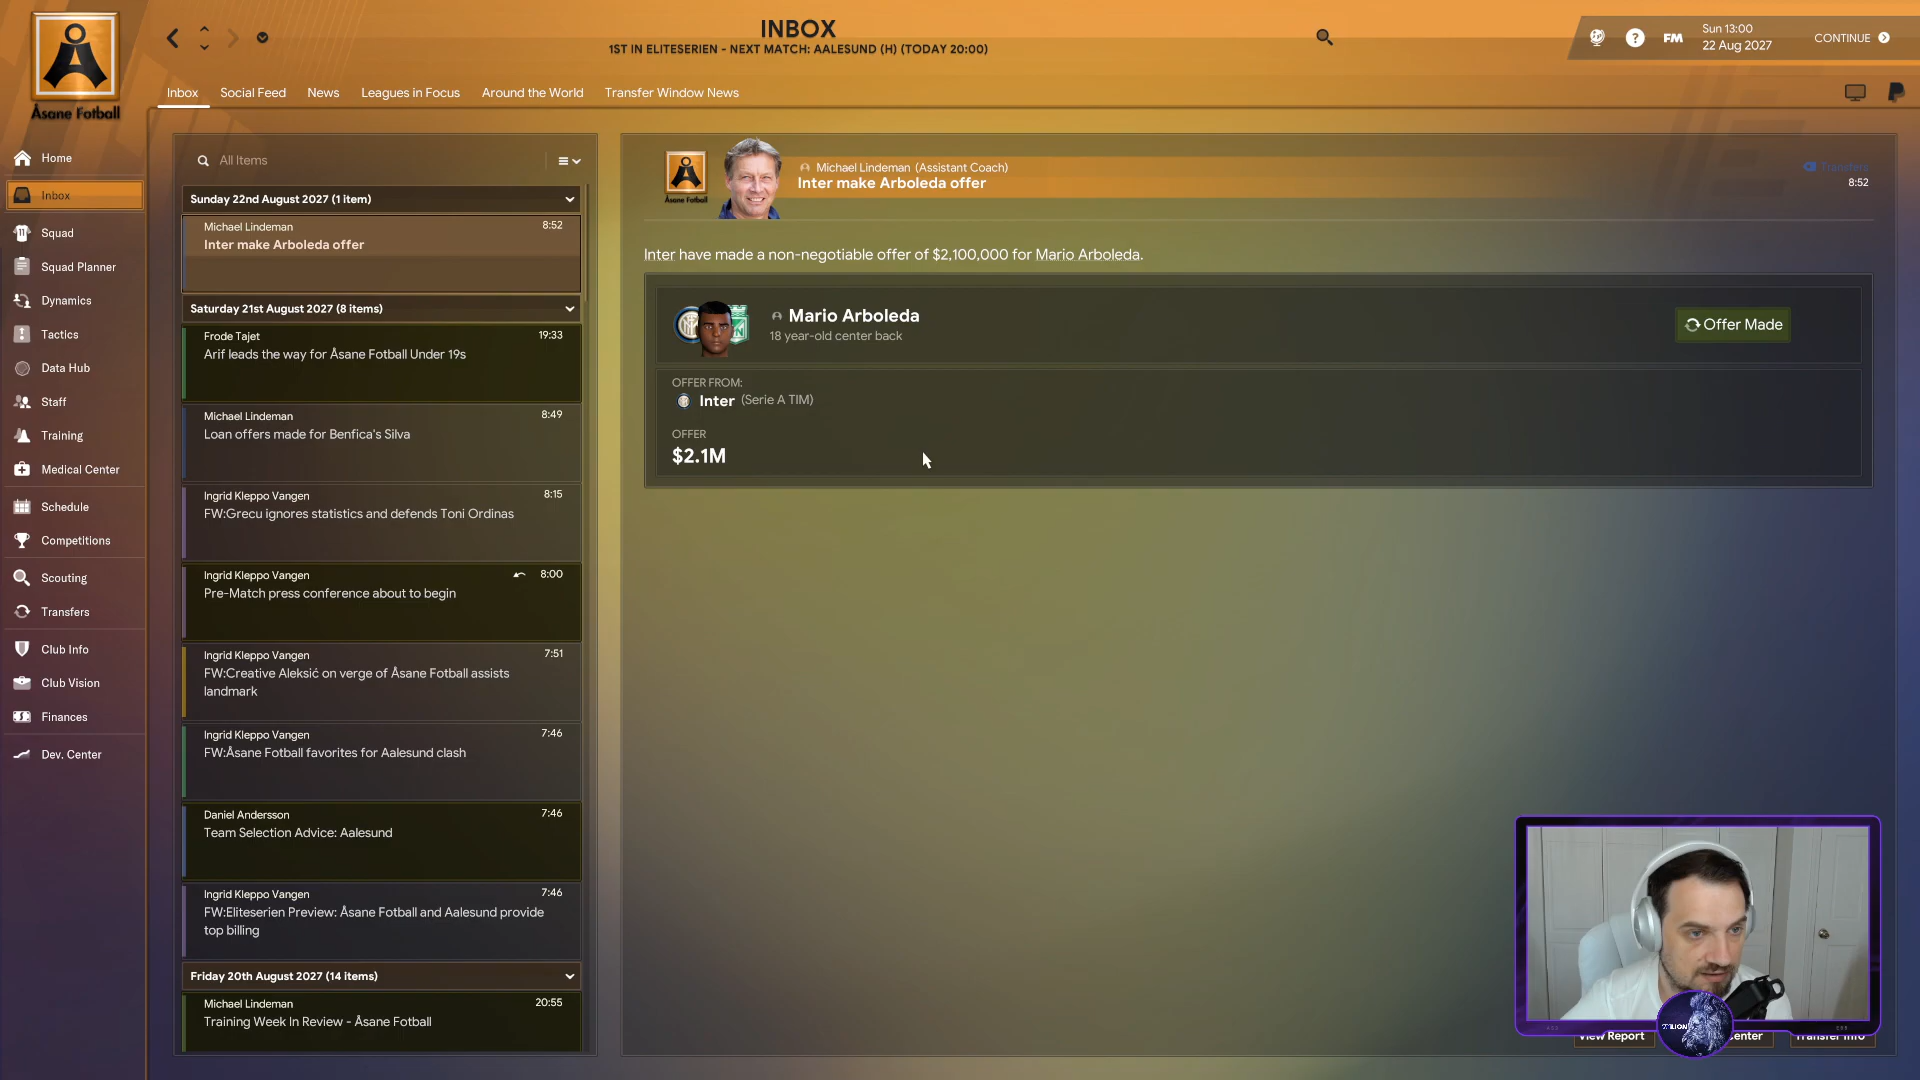 INBOX
1ST IN ELITESERIEN - NEXT MATCH: AALESUND (H) (TODAY 20:00)
FM
Sun 13:00
22 Aug 2027
CONTINUE
Åsane Fotball
Inbox
Social Feed
News
Leagues in Focus
Around the World
Transfer Window News
Home
Inbox
Squad
Squad Planner
Dynamics
Tactics
Data Hub
Staff
Training
Medical Center
Schedule
Competitions
Scouting
Transfers
Club Info
Club Vision
Finances
Dev. Center
All Items
Sunday 22nd August 2027 (1 item)
Michael Lindeman 8:52
Inter make Arboleda offer
Saturday 21st August 2027 (8 items)
Frode Tajet 19:33
Arif leads the way for Åsane Fotball Under 19s
Michael Lindeman 8:49
Loan offers made for Benfica's Silva
Ingrid Kleppo Vangen 8:15
FW:Grecu ignores statistics and defends Toni Ordinas
Ingrid Kleppo Vangen 8:00
Pre-Match press conference about to begin
Ingrid Kleppo Vangen 7:51
FW:Creative Aleksić on verge of Åsane Fotball assists
landmark
Ingrid Kleppo Vangen 7:46
FW:Åsane Fotball favorites for Aalesund clash
Daniel Andersson 7:46
Team Selection Advice: Aalesund
Ingrid Kleppo Vangen 7:46
FW:Eliteserien Preview: Åsane Fotball and Aalesund provide
top billing
Friday 20th August 2027 (14 items)
Michael Lindeman 20:55
Training Week In Review - Åsane Fotball
Åsane Fotball
Michael Lindeman (Assistant Coach)
Inter make Arboleda offer
Transfers
8:52
Inter have made a non-negotiable offer of $2,100,000 for Mario Arboleda.
Mario Arboleda
18 year-old center back
Offer Made
OFFER FROM:
Inter (Serie A TIM)
OFFER
$2.1M
View Report
Transfer Info